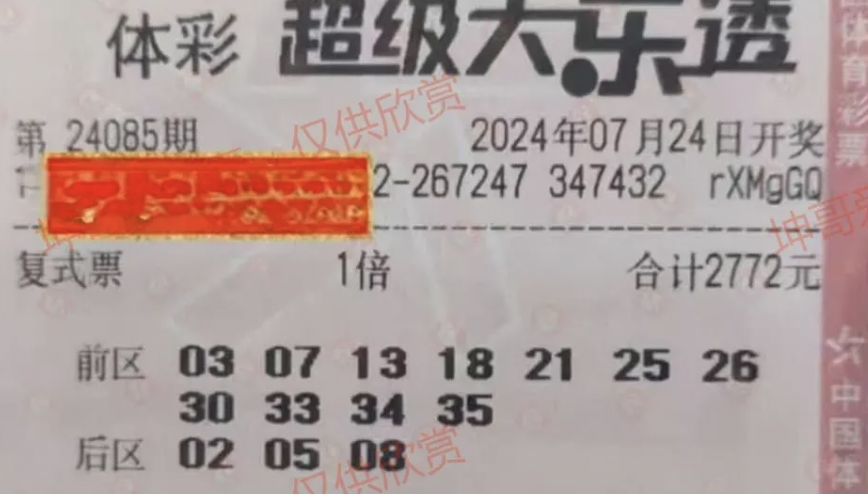 体彩 超级大乐透
仅供欣赏
第 24085期 2024年07月24日开奖
2-267247 347432 rXMgGQ
坤哥
复式票 1倍 合计2772元
前区 03 07 13 18 21 25 26
30 33 34 35
后区 02 05 08
仅供欣赏
体育彩票
中国体